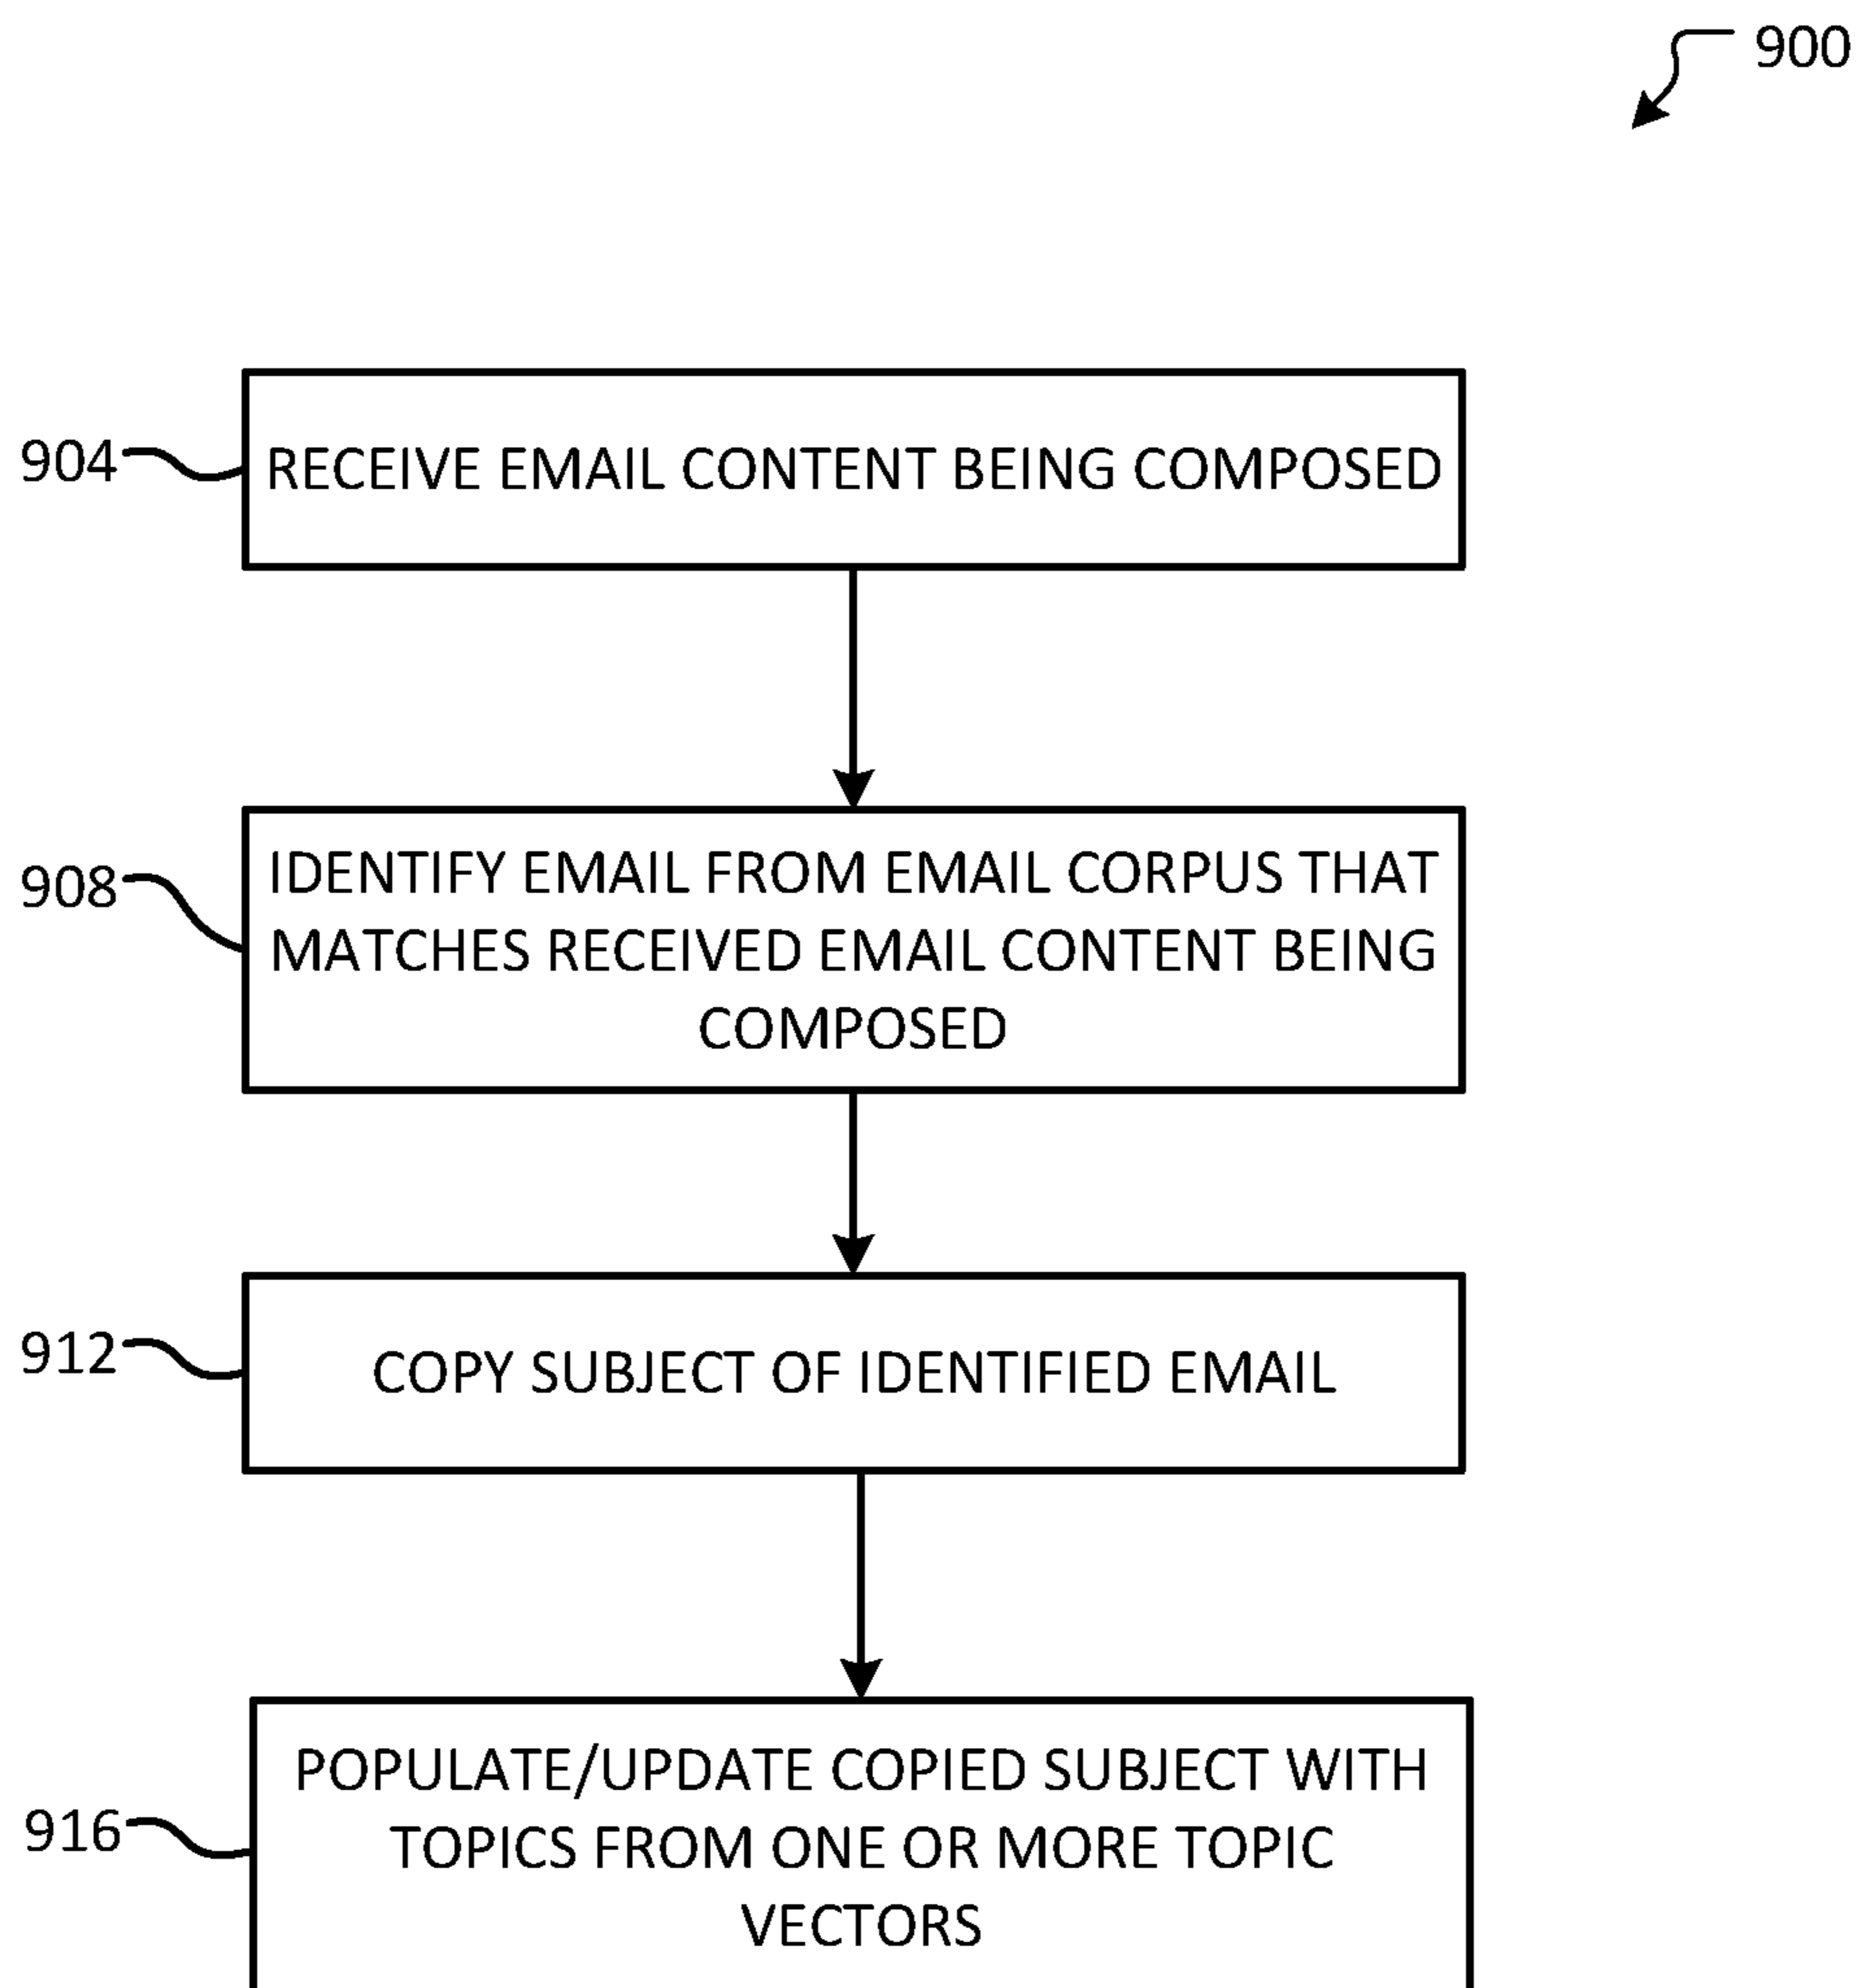 900
904
RECEIVE EMAIL CONTENT BEING COMPOSED
908
IDENTIFY EMAIL FROM EMAIL CORPUS THAT
MATCHES RECEIVED EMAIL CONTENT BEING
COMPOSED
912
COPY SUBJECT OF IDENTIFIED EMAIL
916
POPULATE/UPDATE COPIED SUBJECT WITH
TOPICS FROM ONE OR MORE TOPIC
VECTORS